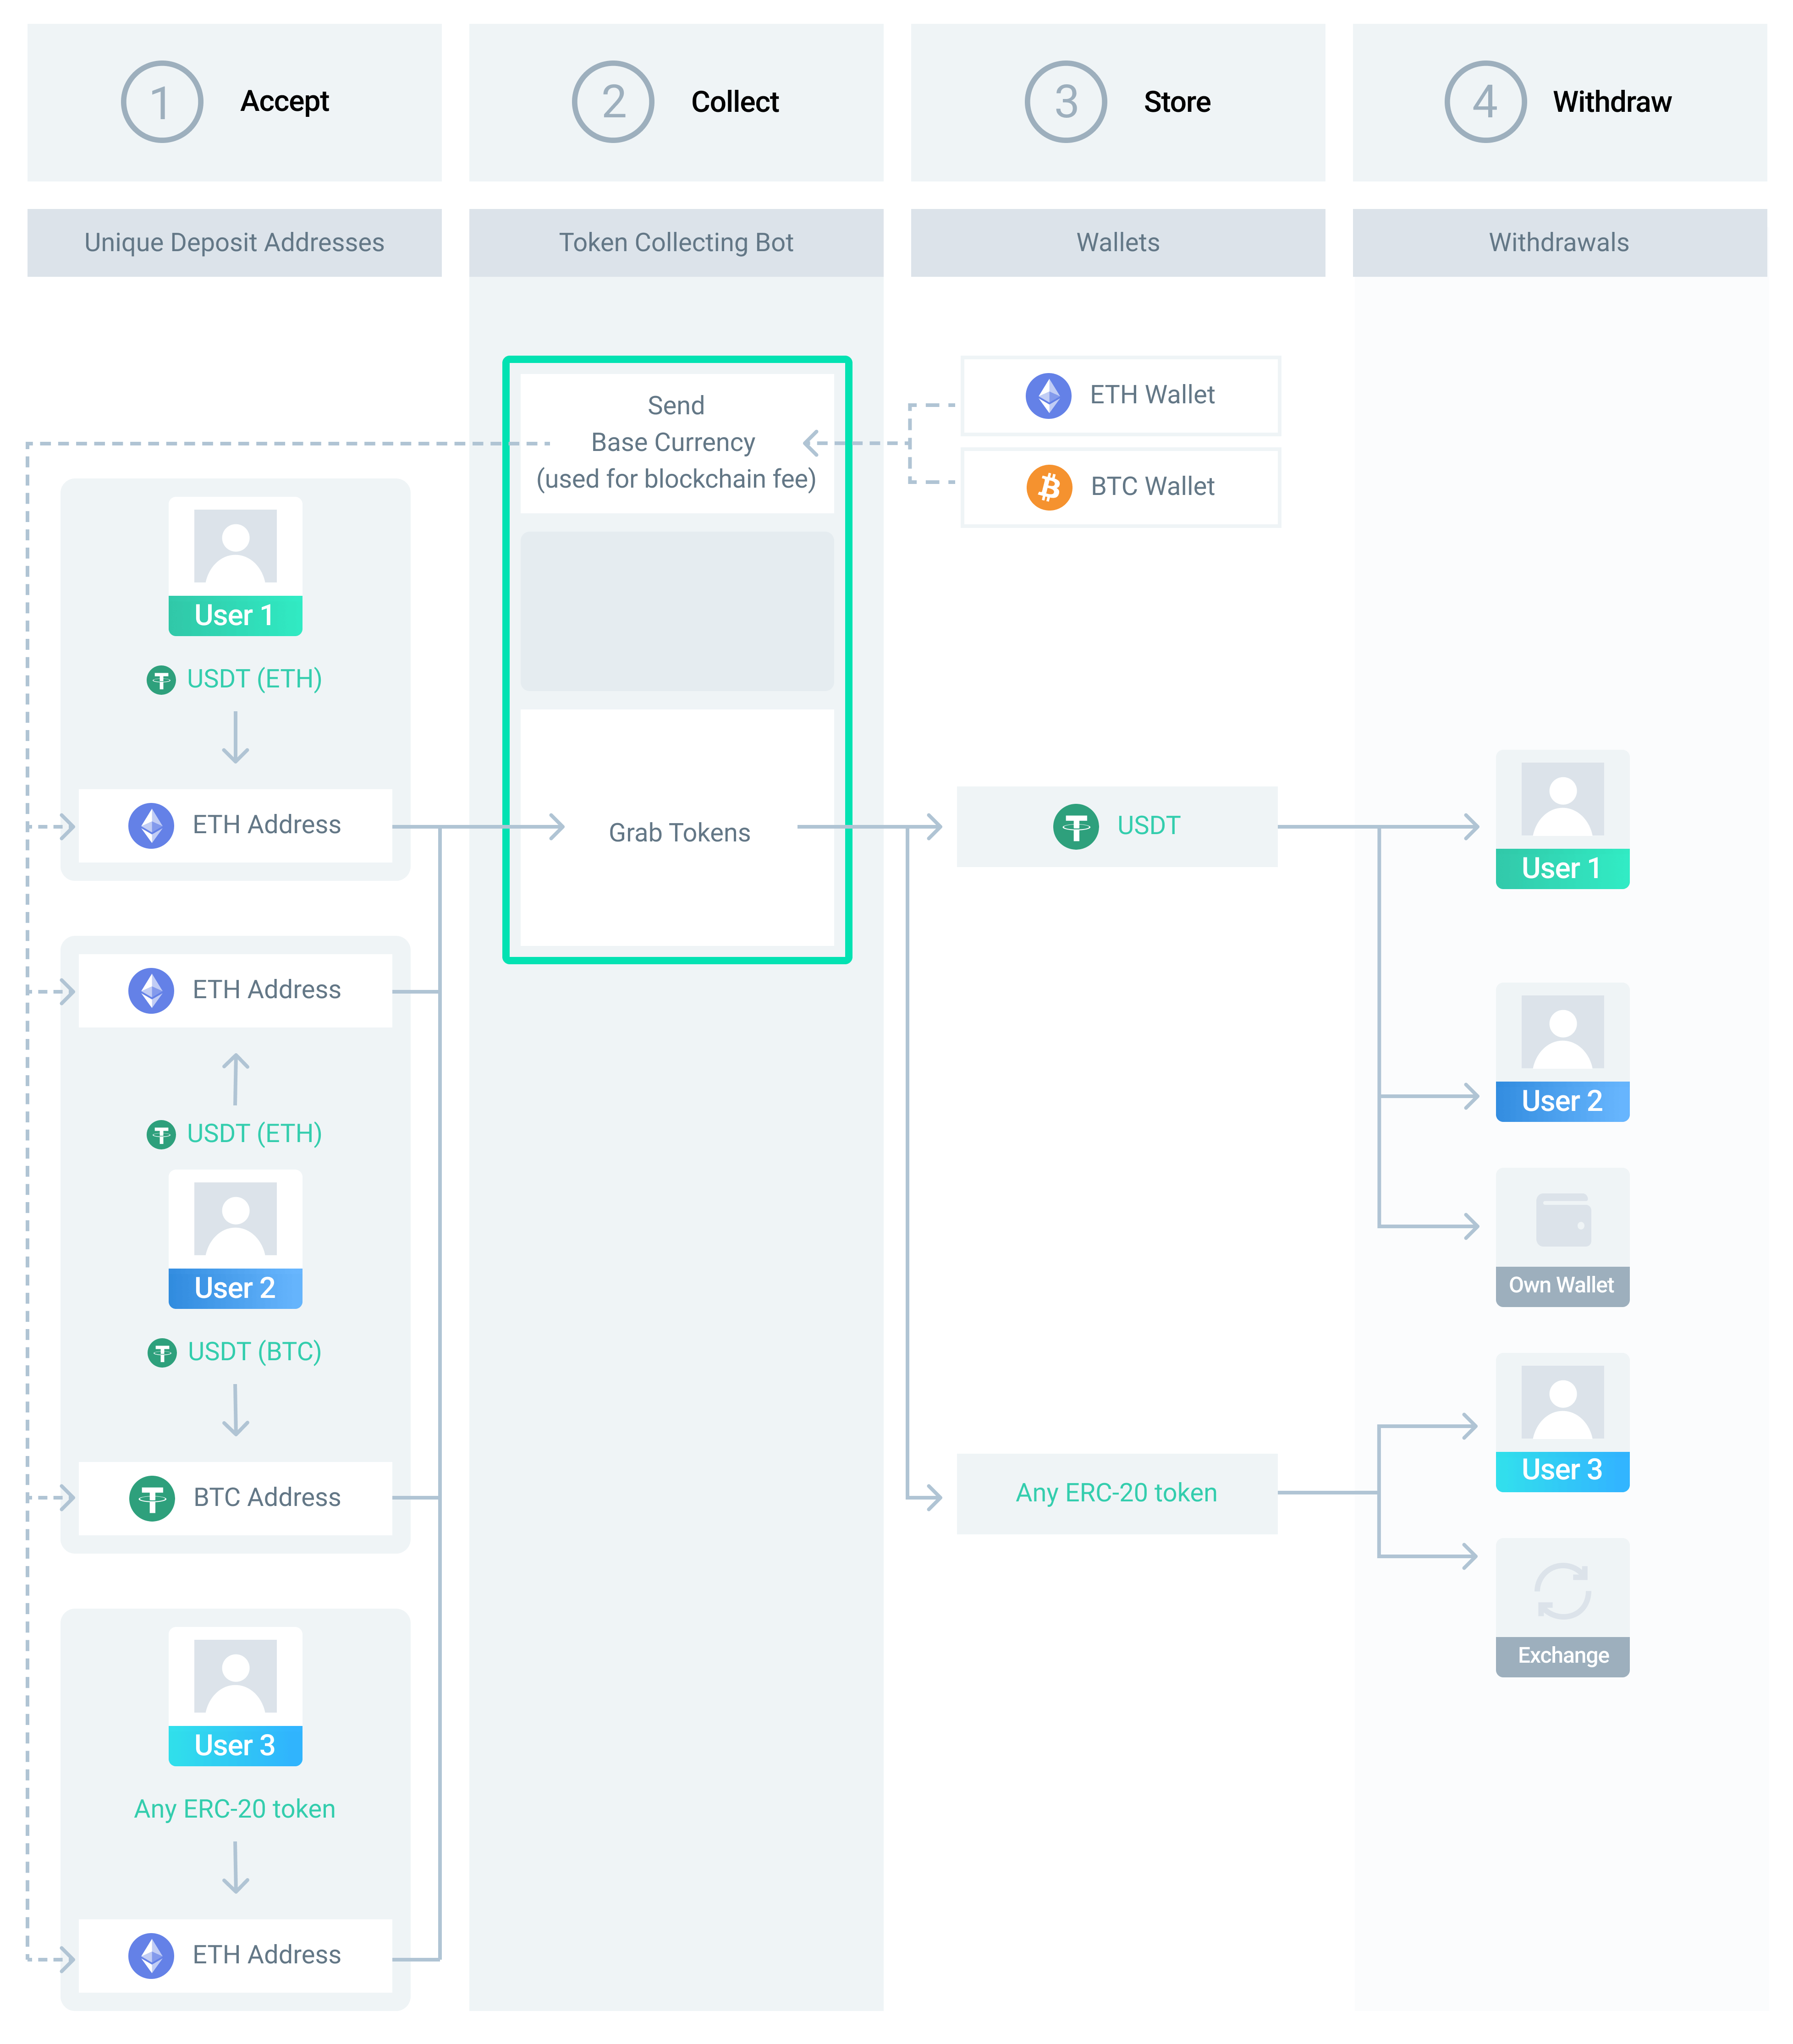 1
Accept
2
Collect
3
Store
4
Withdraw
Unique Deposit Addresses
Token Collecting Bot
Wallets
Withdrawals
Send
Base Currency
(used for blockchain fee)
ETH Wallet
BTC Wallet
User 1
USDT (ETH)
ETH Address
Grab Tokens
USDT
User 1
ETH Address
USDT (ETH)
User 2
USDT (BTC)
BTC Address
User 2
Own Wallet
Any ERC-20 token
User 3
Exchange
User 3
Any ERC-20 token
ETH Address